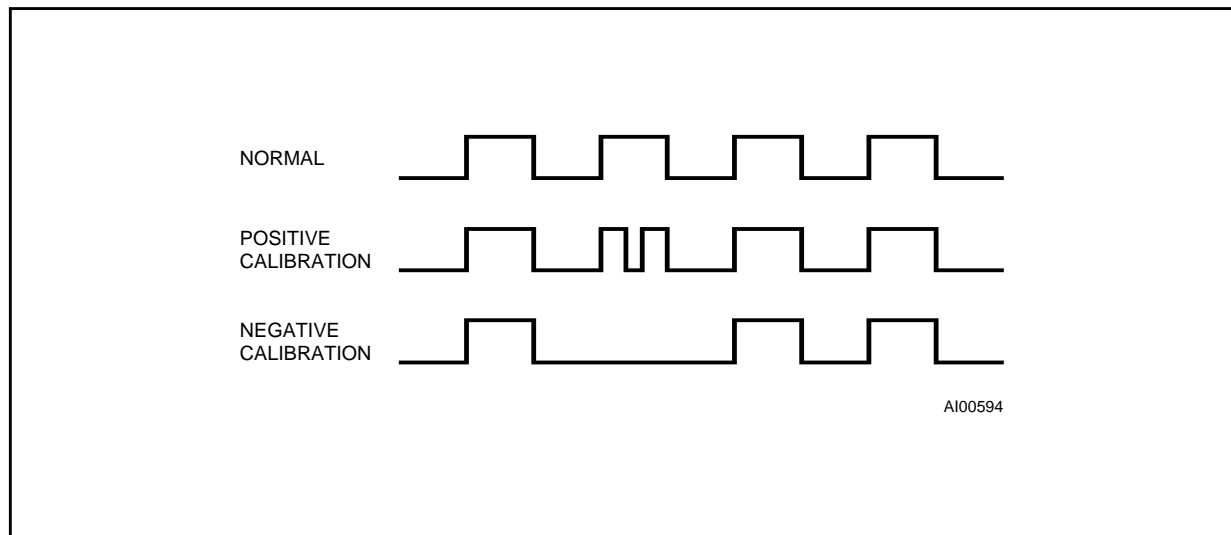 NORMAL
POSITIVE
CALIBRATION
NEGATIVE
CALIBRATION
AI00594